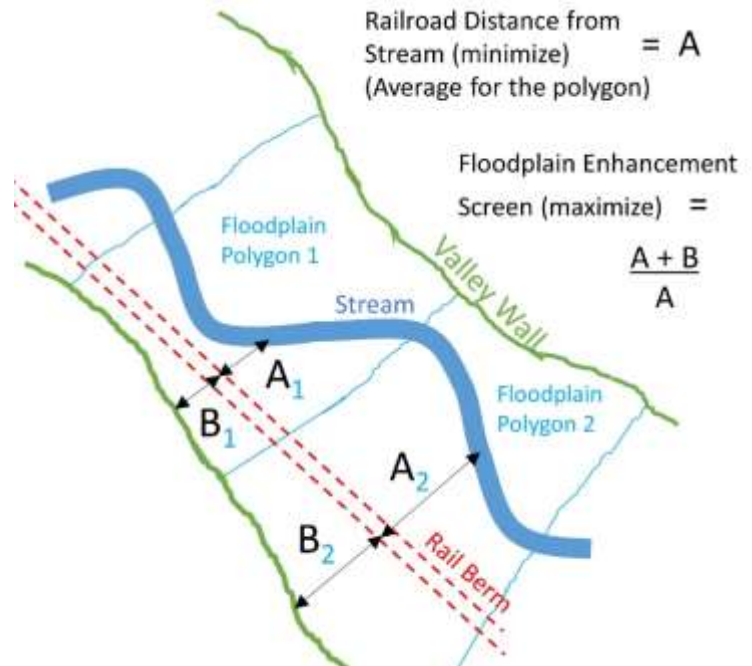 Railroad Distance from
Stream (minimize) = A
(Average for the polygon)
Floodplain Enhancement
Screen (maximize) =
A + B
A
Floodplain
Polygon 1
Valley Wall
Stream
A1
B1
Floodplain
Polygon 2
A2
B2
Rail Berm